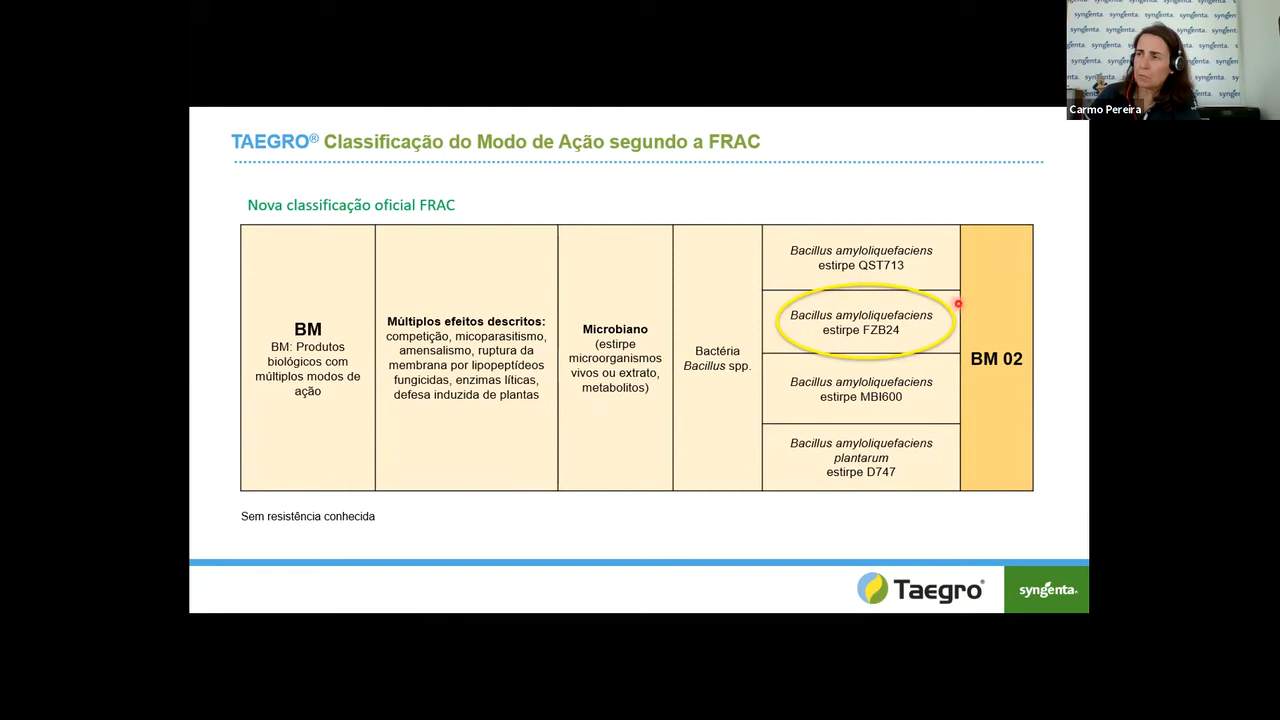 syngenta.
Carmo Pereira
TAEGRO® Classificação do Modo de Ação segundo a FRAC
Nova classificação oficial FRAC
BM
BM: Produtos
biológicos com
múltiplos modos de
ação
Múltiplos efeitos descritos:
competição, micoparasitismo,
amensalismo, ruptura da
membrana por lipopeptídeos
fungicidas, enzimas líticas,
defesa induzida de plantas
Microbiano
(estirpe
microorganismos
vivos ou extrato,
metabolitos)
Bactéria
Bacillus spp.
Bacillus amyloliquefaciens
estirpe QST713
Bacillus amyloliquefaciens
estirpe FZB24
Bacillus amyloliquefaciens
estirpe MBI600
Bacillus amyloliquefaciens
plantarum
estirpe D747
BM 02
Sem resistência conhecida
Taegro®
syngenta.